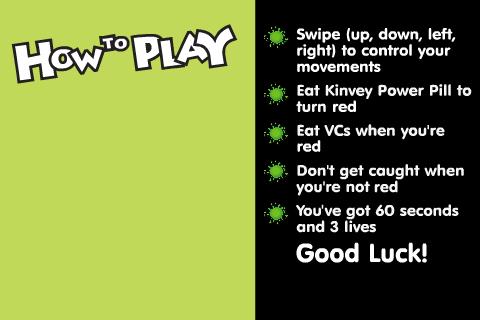 How to Play
Swipe (up, down, left,
right) to control your
movements
Eat Kinvey Power Pill to
turn red
Eat VCs when you're
red
Don't get caught when
you're not red
You've got 60 seconds
and 3 lives
Good Luck!